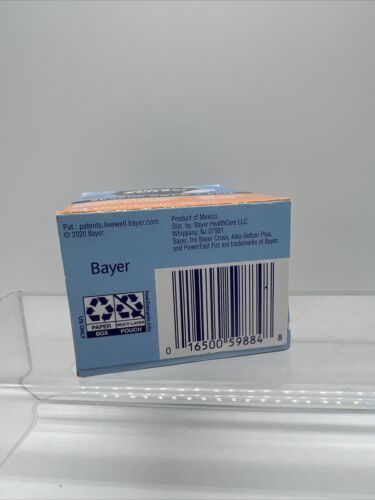 Pat. patents.livewell.bayer.com
© 2020 Bayer.
Product of Mexico
Dist. by: Bayer HealthCare LLC
Whippany, NJ 07981
Bayer, the Bayer Cross, Alka-Seltzer Plus,
and PowerFast Fizz are trademarks of Bayer.
Bayer
US ONLY
PAPER
BOX
MULTI-LAYER
POUCH
0 16500 59884 8